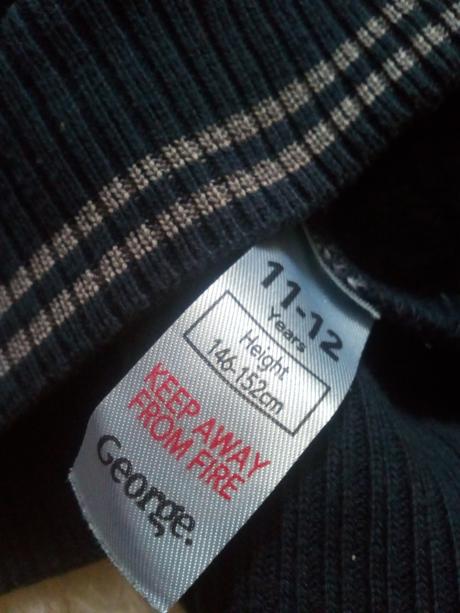 11-12
Years
Height
146-152cm
KEEP AWAY
FROM FIRE
George.